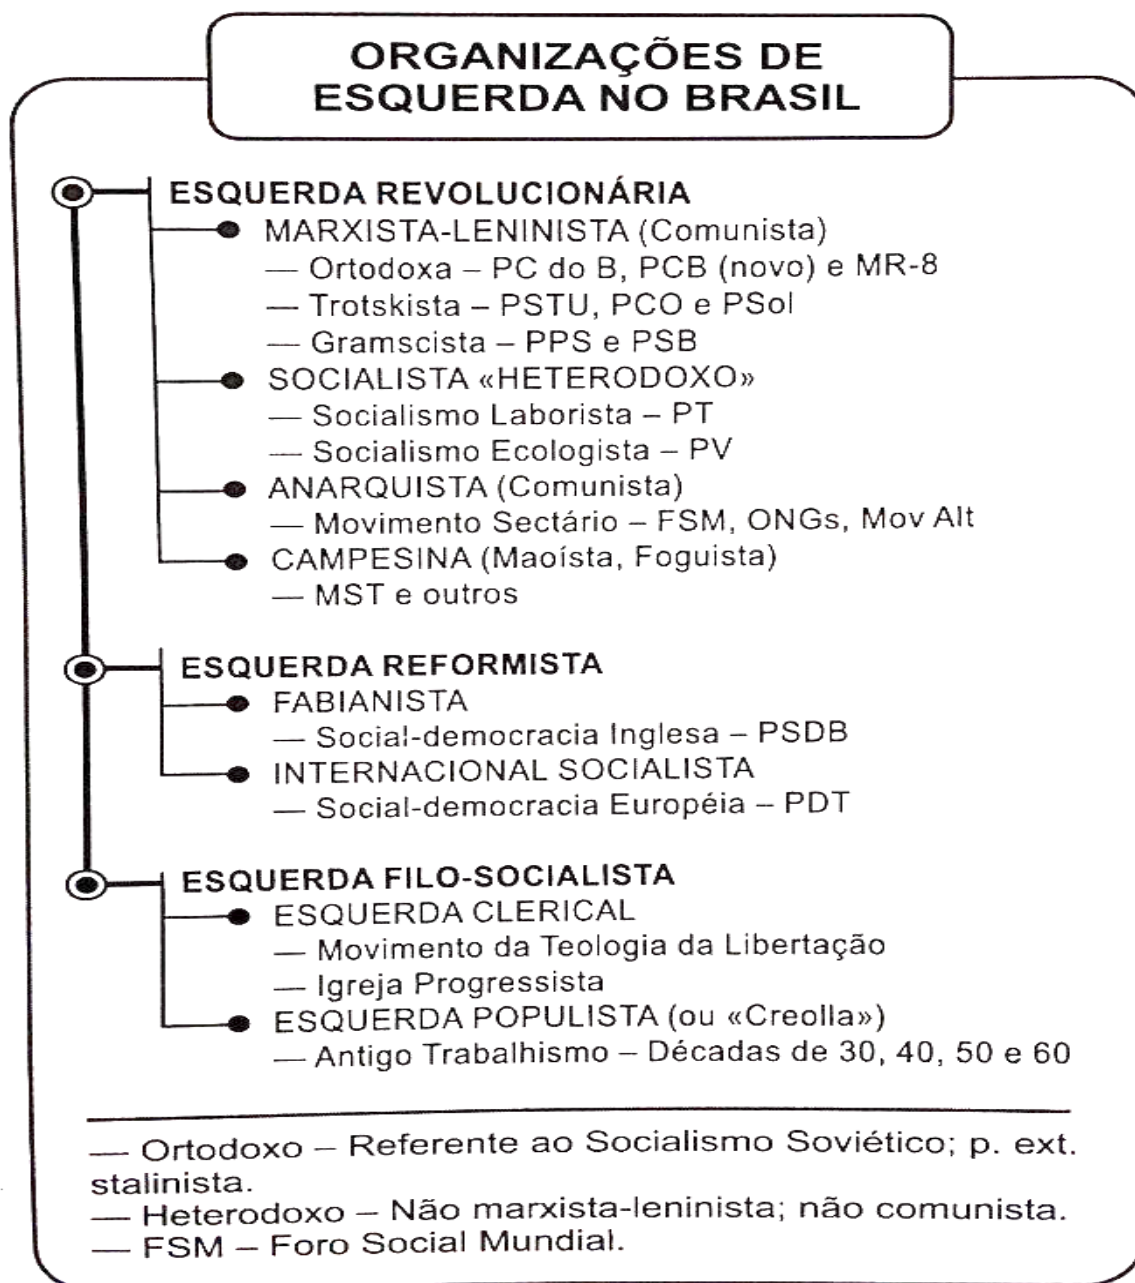 ORGANIZAÇÕES DE
ESQUERDA NO BRASIL
ESQUERDA REVOLUCIONÁRIA
MARXISTA-LENINISTA (Comunista)
— Ortodoxa – PC do B, PCB (novo) e MR-8
— Trotskista – PSTU, PCO e PSol
— Gramscista – PPS e PSB
SOCIALISTA «HETERODOXO»
— Socialismo Laborista – PT
— Socialismo Ecologista – PV
ANARQUISTA (Comunista)
— Movimento Sectário – FSM, ONGs, Mov Alt
CAMPESINA (Maoísta, Foguista)
— MST e outros
ESQUERDA REFORMISTA
FABIANISTA
— Social-democracia Inglesa – PSDB
INTERNACIONAL SOCIALISTA
— Social-democracia Européia – PDT
ESQUERDA FILO-SOCIALISTA
ESQUERDA CLERICAL
— Movimento da Teologia da Libertação
— Igreja Progressista
ESQUERDA POPULISTA (ou «Creolla»)
— Antigo Trabalhismo – Décadas de 30, 40, 50 e 60
— Ortodoxo – Referente ao Socialismo Soviético; p. ext.
stalinista.
— Heterodoxo – Não marxista-leninista; não comunista.
— FSM – Foro Social Mundial.